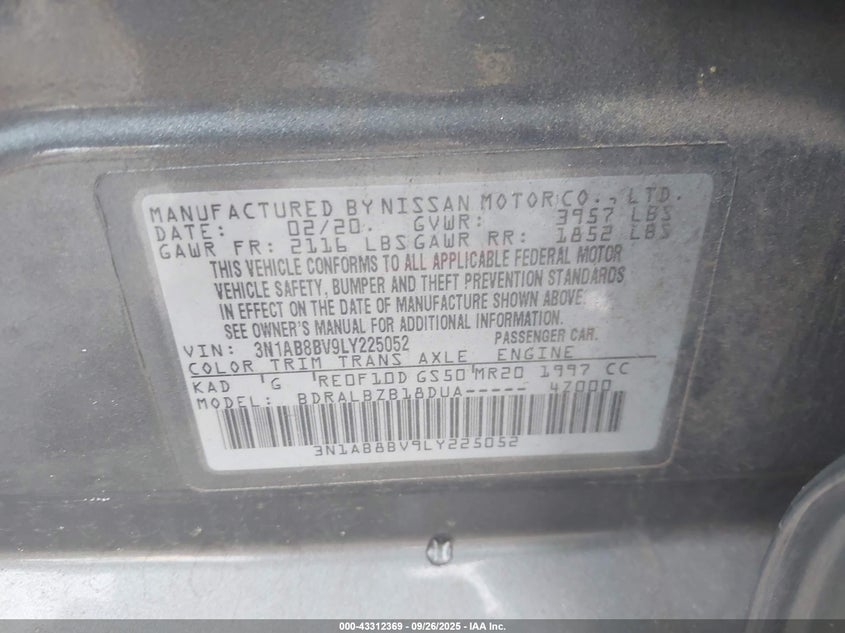 MANUFACTURED BY NISSAN MOTOR CO., LTD.
DATE: 02/20. GVWR: 3957 LBS
GAWR FR: 2116 LBS GAWR RR: 1852 LBS
THIS VEHICLE CONFORMS TO ALL APPLICABLE FEDERAL MOTOR
VEHICLE SAFETY, BUMPER AND THEFT PREVENTION STANDARDS
IN EFFECT ON THE DATE OF MANUFACTURE SHOWN ABOVE.
SEE OWNER'S MANUAL FOR ADDITIONAL INFORMATION.
VIN: 3N1AB8BV9LY225052 PASSENGER CAR.
COLOR TRIM TRANS AXLE ENGINE
KAD G RE0F10D GS50 MR20 1997 CC
MODEL: BDRALBZB18DUA----- 4Z000
3N1AB8BV9LY225052
000-43312369 - 09/26/2025 - IAA Inc.